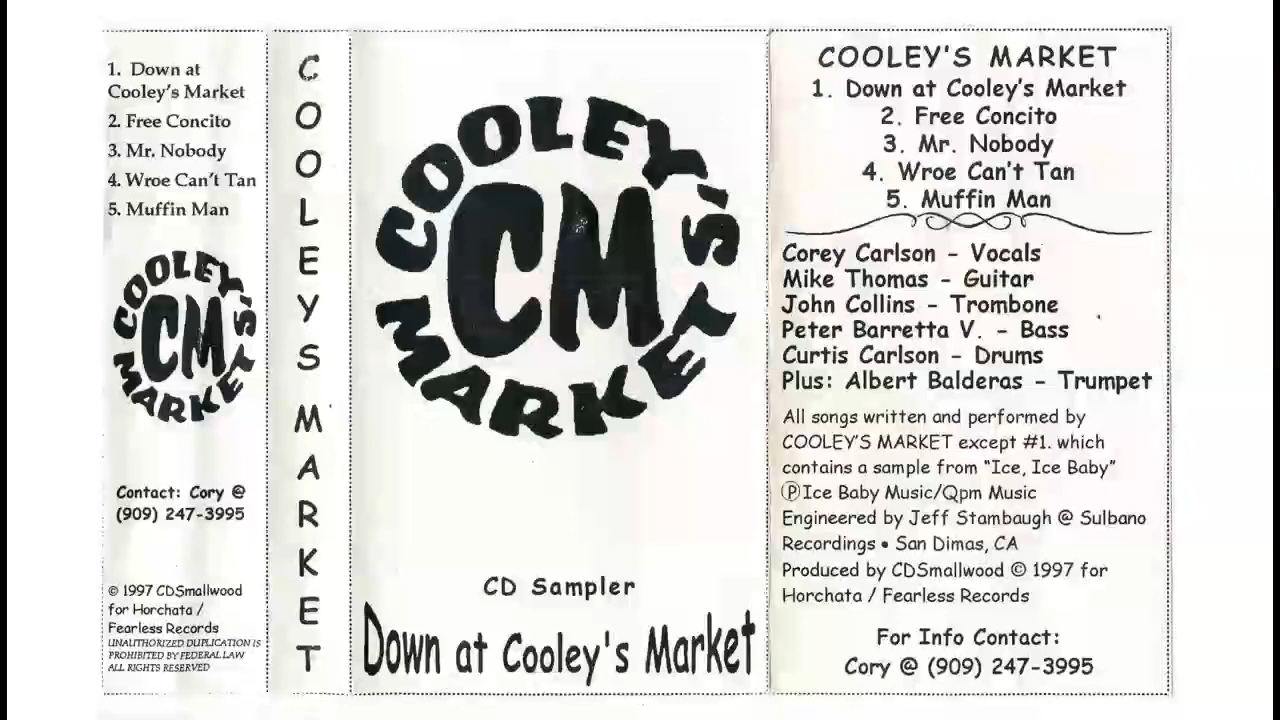 1. Down at
Cooley's Market
2. Free Concito
3. Mr. Nobody
4. Wroe Can't Tan
5. Muffin Man
COOLEY'S
CM
MARKET
Contact: Cory @
(909) 247-3995
© 1997 CDSmallwood
for Horchata /
Fearless Records
UNAUTHORIZED DUPLICATION IS
PROHIBITED BY FEDERAL LAW
ALL RIGHTS RESERVED
COOLEYS MARKET
COOLEY'S
CM
MARKET
CD Sampler
Down at Cooley's Market
COOLEY'S MARKET
1. Down at Cooley's Market
2. Free Concito
3. Mr. Nobody
4. Wroe Can't Tan
5. Muffin Man
Corey Carlson - Vocals
Mike Thomas - Guitar
John Collins - Trombone
Peter Barretta V. - Bass
Curtis Carlson - Drums
Plus: Albert Balderas - Trumpet
All songs written and performed by
COOLEY'S MARKET except #1. which
contains a sample from "Ice, Ice Baby"
ⓅIce Baby Music/Qpm Music
Engineered by Jeff Stambaugh @ Sulbano
Recordings • San Dimas, CA
Produced by CDSmallwood © 1997 for
Horchata / Fearless Records
For Info Contact:
Cory @ (909) 247-3995